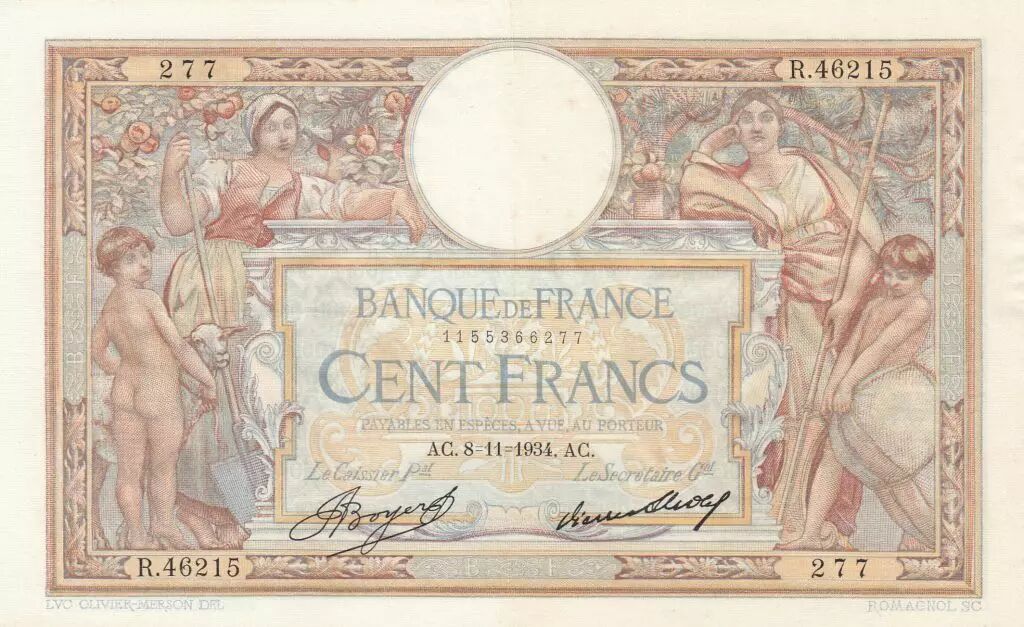 277
R.46215
BANQUE DE FRANCE
1155366277
CENT FRANCS
PAYABLES EN ESPÈCES, A VUE, AU PORTEUR
AC. 8=11=1934, AC.
Le Caissier Pal
Le Secrétaire Gal
R.46215
277
LVC OLIVIER-MERSON DEL
ROMAGNOL SC